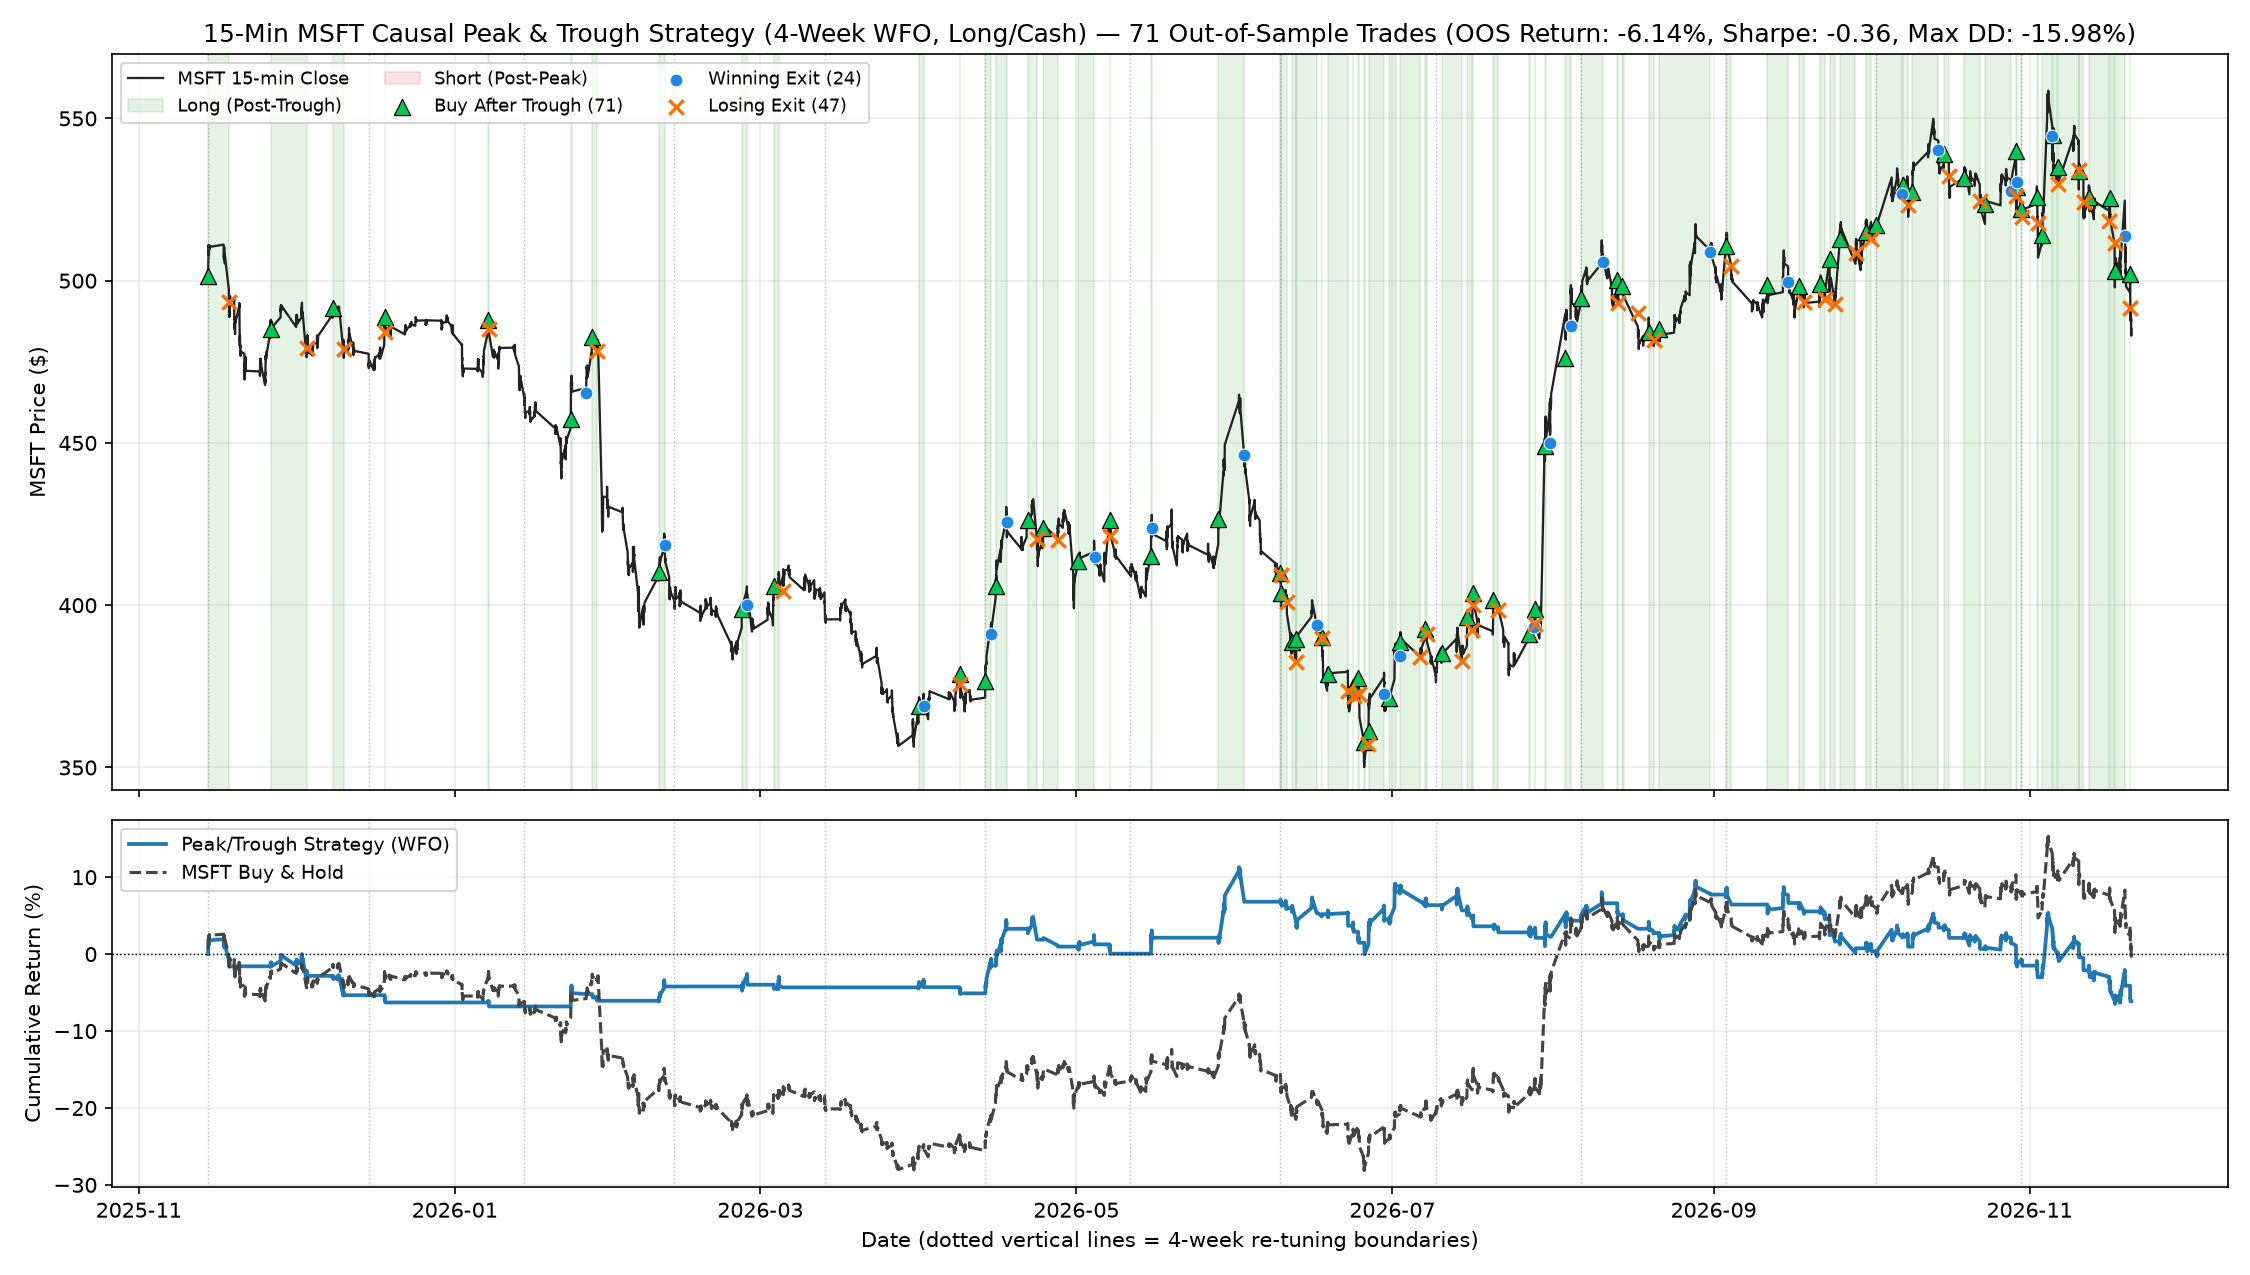 15-Min MSFT Causal Peak & Trough Strategy (4-Week WFO, Long/Cash) — 71 Out-of-Sample Trades (OOS Return: -6.14%, Sharpe: -0.36, Max DD: -15.98%)
MSFT 15-min Close
Long (Post-Trough)
Short (Post-Peak)
Buy After Trough (71)
Winning Exit (24)
Losing Exit (47)
MSFT Price ($)
550
500
450
400
350
Peak/Trough Strategy (WFO)
MSFT Buy & Hold
Cumulative Return (%)
10
0
−10
−20
−30
2025-11
2026-01
2026-03
2026-05
2026-07
2026-09
2026-11
Date (dotted vertical lines = 4-week re-tuning boundaries)